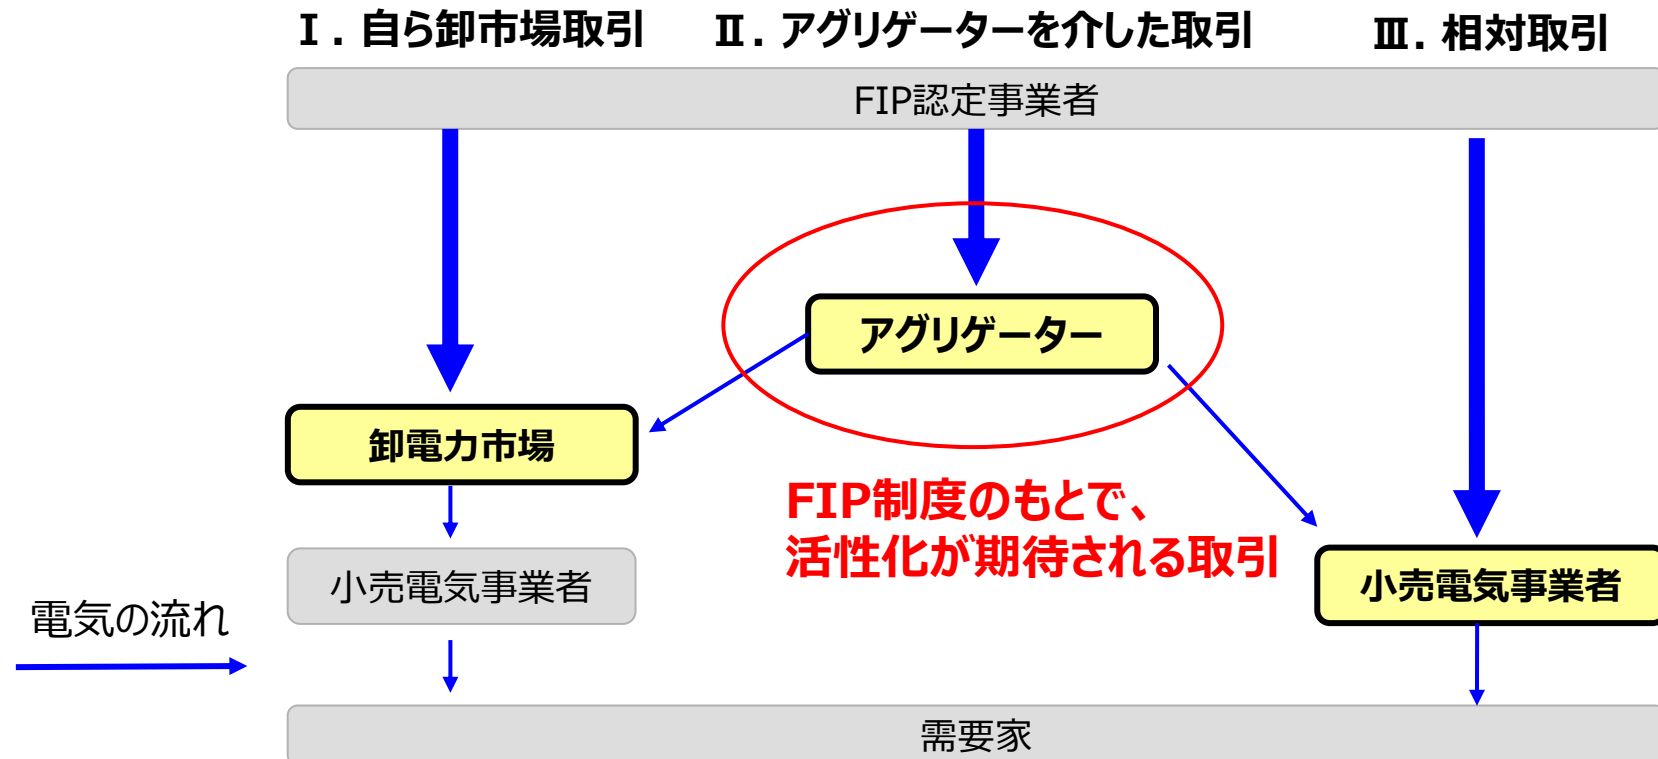 Ⅰ. 自ら卸市場取引
Ⅱ. アグリゲーターを介した取引
Ⅲ. 相対取引
FIP認定事業者
アグリゲーター
卸電力市場
FIP制度のもとで、
活性化が期待される取引
小売電気事業者
小売電気事業者
電気の流れ
需要家